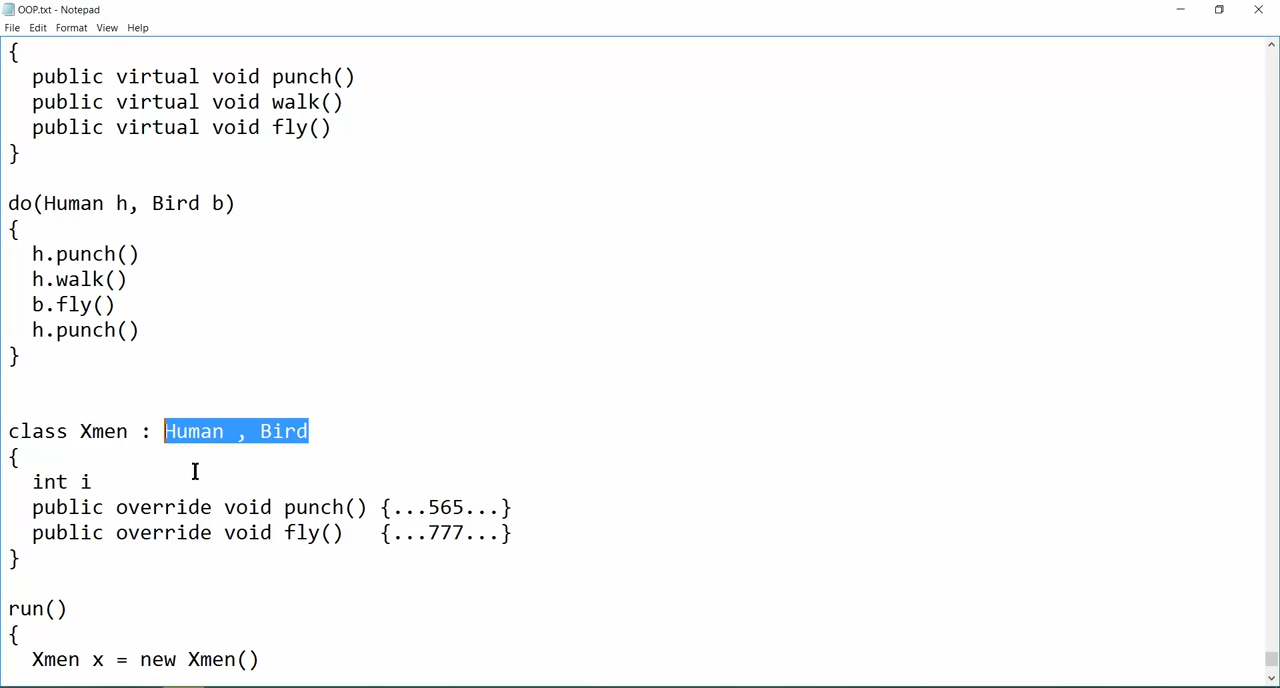 OOP.txt - Notepad
File Edit Format View Help
{
  public virtual void punch()
  public virtual void walk()
  public virtual void fly()
}
do(Human h, Bird b)
{
  h.punch()
  h.walk()
  b.fly()
  h.punch()
}
class Xmen : Human , Bird
{
  int i
  public override void punch() {...565...}
  public override void fly()   {...777...}
}
run()
{
  Xmen x = new Xmen()